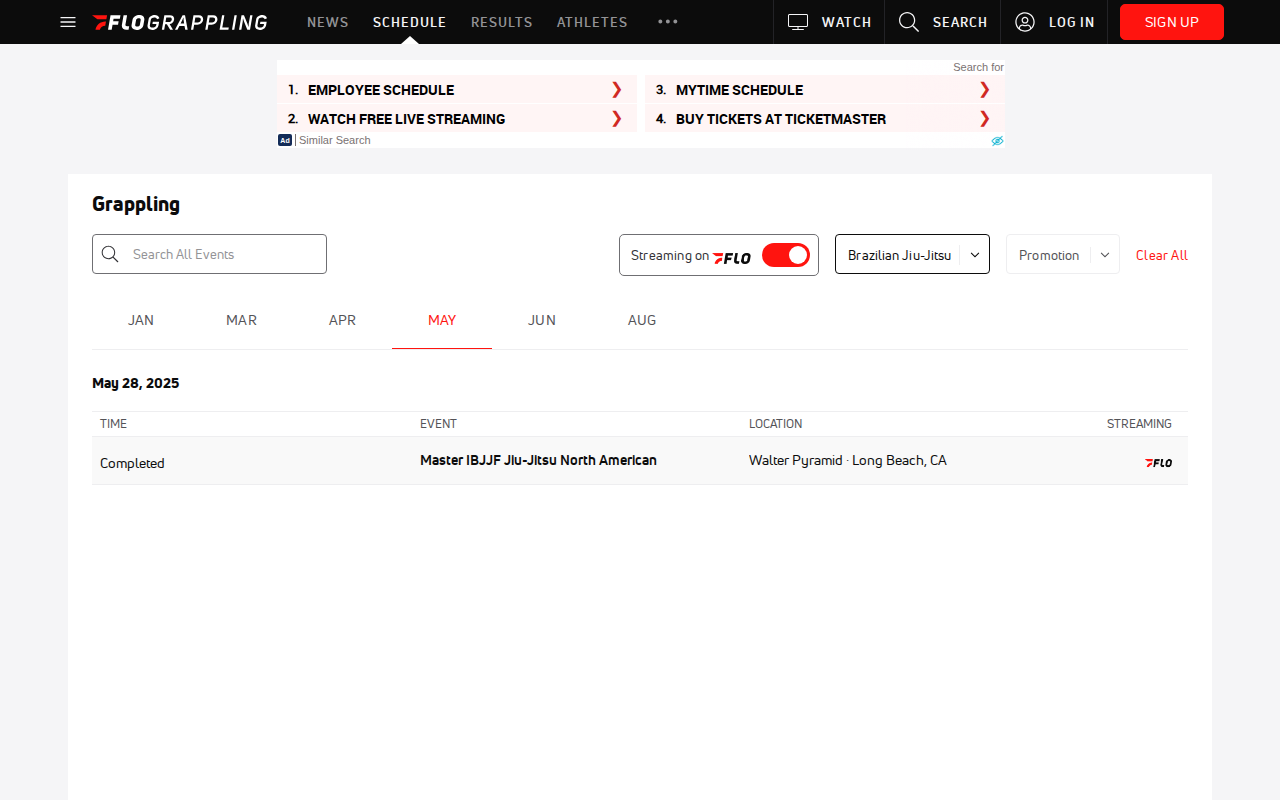 FLOGRAPPLING NEWS SCHEDULE RESULTS ATHLETES ••• WATCH SEARCH LOG IN SIGN UP
Search for
1. EMPLOYEE SCHEDULE ❯
3. MYTIME SCHEDULE ❯
2. WATCH FREE LIVE STREAMING ❯
4. BUY TICKETS AT TICKETMASTER ❯
Ad | Similar Search
Grappling
Search All Events
Streaming on FLO
Brazilian Jiu-Jitsu
Promotion
Clear All
JAN MAR APR MAY JUN AUG
May 28, 2025
TIME EVENT LOCATION STREAMING
Completed Master IBJJF Jiu-Jitsu North American Walter Pyramid · Long Beach, CA FLO